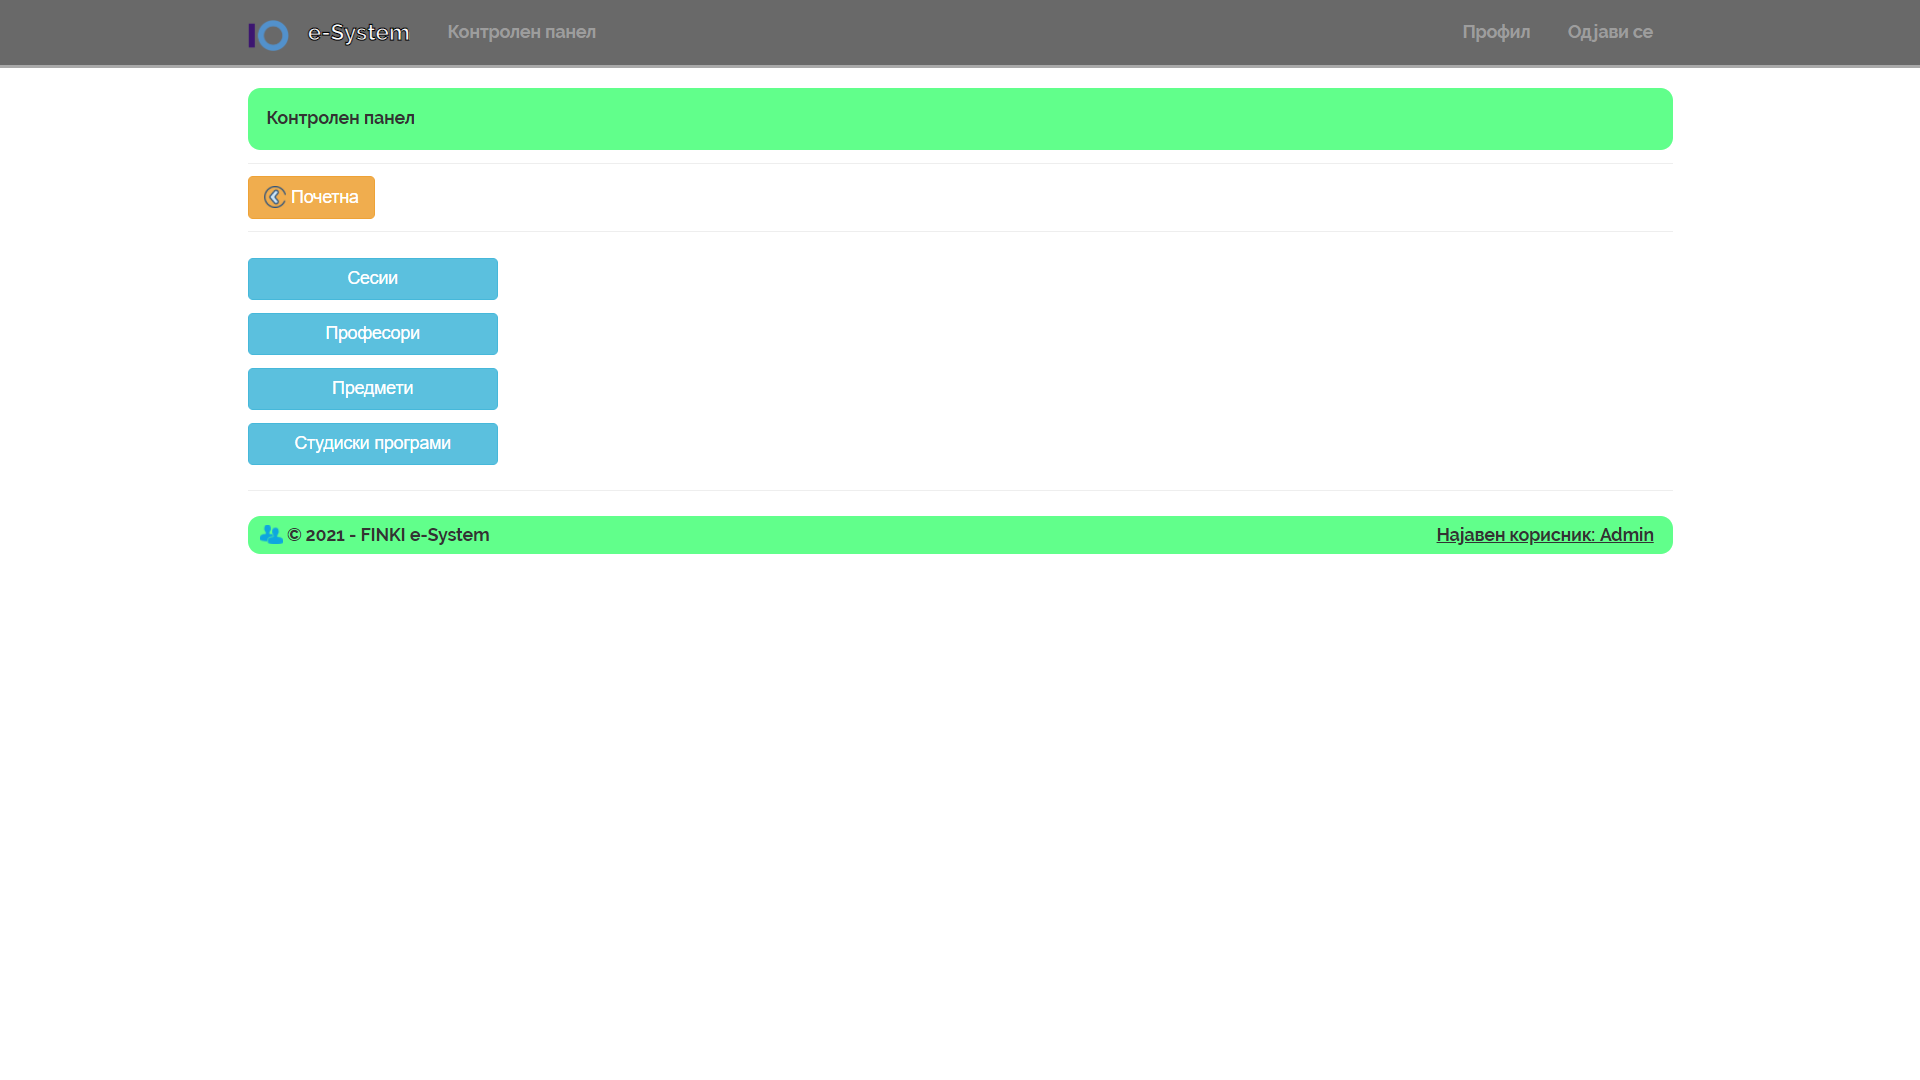 IO e-System Контролен панел Профил Одјави се
Контролен панел
Почетна
Сесии
Професори
Предмети
Студиски програми
© 2021 - FINKI e-System Најавен корисник: Admin